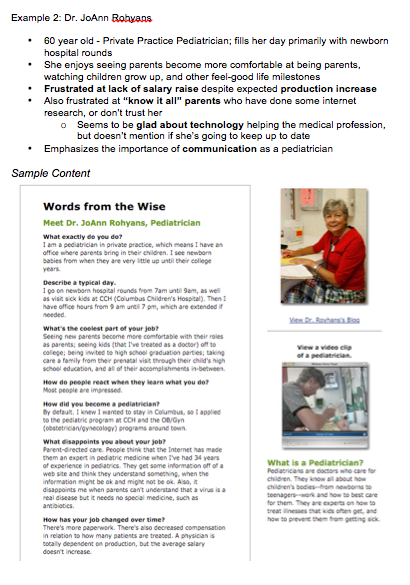 Example 2: Dr. JoAnn Rohyans
• 60 year old - Private Practice Pediatrician; fills her day primarily with newborn
hospital rounds
• She enjoys seeing parents become more comfortable at being parents,
watching children grow up, and other feel-good life milestones
• Frustrated at lack of salary raise despite expected production increase
• Also frustrated at “know it all” parents who have done some internet
research, or don’t trust her
o Seems to be glad about technology helping the medical profession,
but doesn’t mention if she’s going to keep up to date
• Emphasizes the importance of communication as a pediatrician
Sample Content
Words from the Wise
Meet Dr. JoAnn Rohyans, Pediatrician
What exactly do you do?
I am a pediatrician in private practice, which means I have an
office where parents bring in their children. I see newborn
babies from when they are very little up until their college
years.
Describe a typical day.
I go on newborn hospital rounds from 7am until 9am, as well
as visit sick kids at CCH (Columbus Children's Hospital). Then I
have office hours from 9 am until 7 pm, which are extended if
needed.
What's the coolest part of your job?
Seeing new parents become more comfortable with their roles
as parents; seeing kids (that I've treated as a doctor) off to
college; being invited to high school graduation parties; taking
care a family from their prenatal visit through their child's high
school education, and all of their accomplishments in-between.
How do people react when they learn what you do?
Most people are impressed.
How did you become a pediatrician?
By default. I knew I wanted to stay in Columbus, so I applied
to the pediatric program at CCH and the OB/Gyn
(obstetrician/gynecology) programs around town.
What disappoints you about your job?
Parent-directed care. People think that the Internet has made
them an expert in pediatric medicine when I've had 34 years
of experience in pediatrics. They get some information off of a
web site and think they understand something, when the
information might be ok and might not be ok. Also, it
disappoints me when parents can't understand that a virus is a
real disease but it needs no special medicine, such as
antibiotics.
How has your job changed over time?
There's more paperwork. There's also decreased compensation
in relation to how many patients are treated. A physician is
totally dependent on production, but the average salary
doesn't increase.
View Dr. Royhans's Blog
View a video clip
of a pediatrician.
What is a Pediatrician?
Pediatricians are doctors who care for
children. They know all about how
children's bodies--from newborns to
teenagers--work and how to best care
for them. They are experts on how to
treat illnesses that kids often get, and
how to prevent them from getting sick.